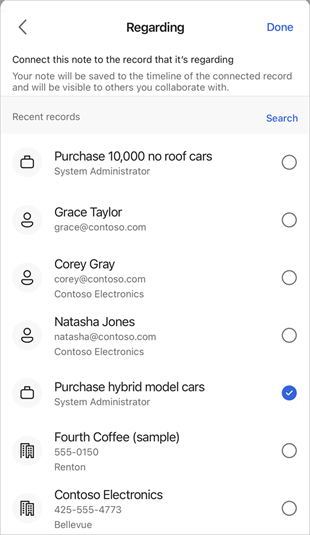 Regarding
Done
Connect this note to the record that it's regarding
Your note will be saved to the timeline of the connected record
and will be visible to others you collaborate with.
Recent records
Search
Purchase 10,000 no roof cars
System Administrator
Grace Taylor
grace@contoso.com
Corey Gray
corey@contoso.com
Contoso Electronics
Natasha Jones
natasha@contoso.com
Contoso Electronics
Purchase hybrid model cars
System Administrator
Fourth Coffee (sample)
555-0150
Renton
Contoso Electronics
425-555-4773
Bellevue